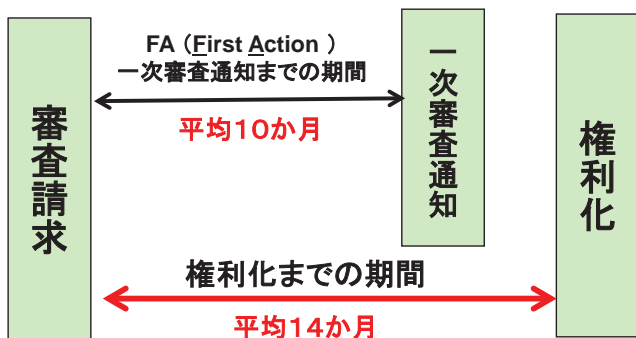 審査請求
FA（First Action ）
一次審査通知までの期間
平均10か月
一次審査通知
権利化
権利化までの期間
平均14か月